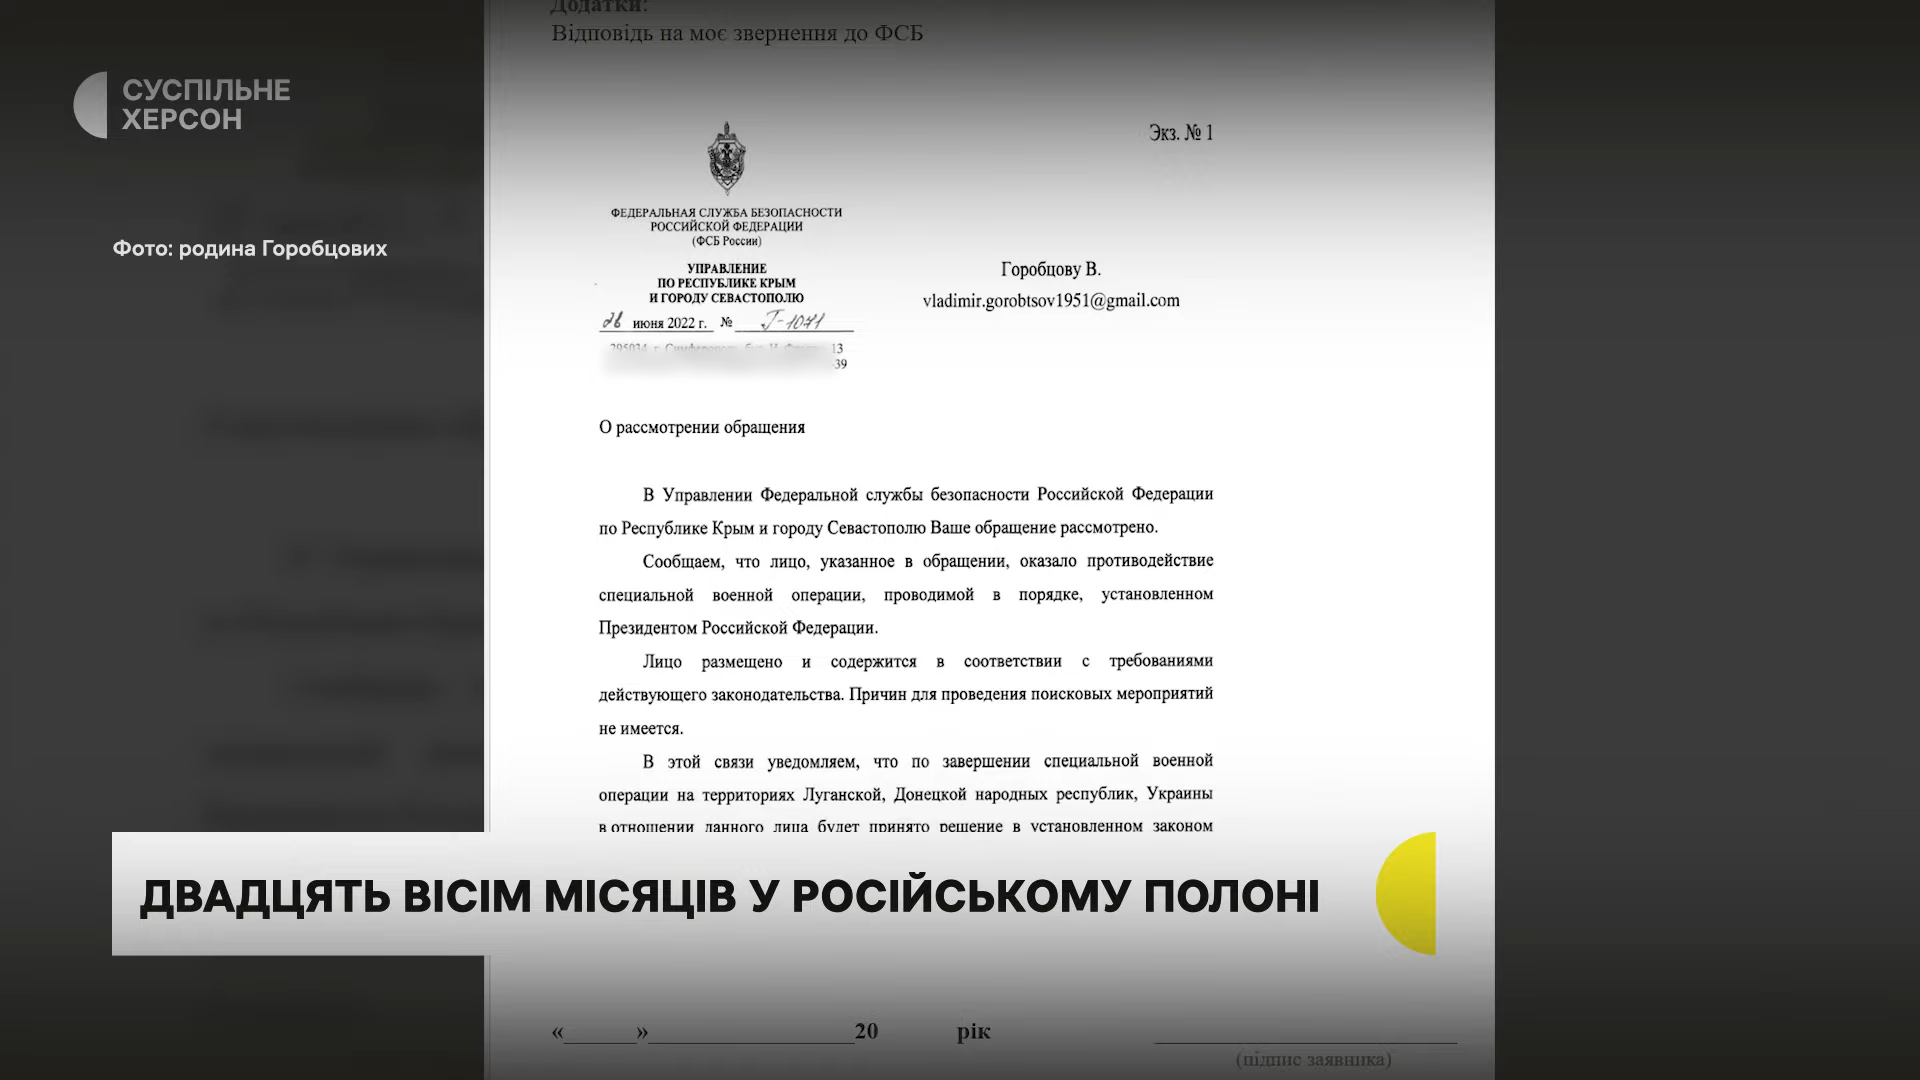 Додатки:
Відповідь на моє звернення до ФСБ
СУСПІЛЬНЕ
ХЕРСОН
Экз. № 1
ФЕДЕРАЛЬНАЯ СЛУЖБА БЕЗОПАСНОСТИ
РОССИЙСКОЙ ФЕДЕРАЦИИ
(ФСБ России)
Фото: родина Горобцових
УПРАВЛЕНИЕ
ПО РЕСПУБЛИКЕ КРЫМ
И ГОРОДУ СЕВАСТОПОЛЮ
Горобцову В.
vladimir.gorobtsov1951@gmail.com
28 июня 2022 г. № Г-1071
13
39
О рассмотрении обращения
В Управлении Федеральной службы безопасности Российской Федерации
по Республике Крым и городу Севастополю Ваше обращение рассмотрено.
Сообщаем, что лицо, указанное в обращении, оказало противодействие
специальной военной операции, проводимой в порядке, установленном
Президентом Российской Федерации.
Лицо размещено и содержится в соответствии с требованиями
действующего законодательства. Причин для проведения поисковых мероприятий
не имеется.
В этой связи уведомляем, что по завершении специальной военной
операции на территориях Луганской, Донецкой народных республик, Украины
в отношении данного лица будет принято решение в установленном законом
ДВАДЦЯТЬ ВІСІМ МІСЯЦІВ У РОСІЙСЬКОМУ ПОЛОНІ
«______»_________________20 рік
(підпис заявника)